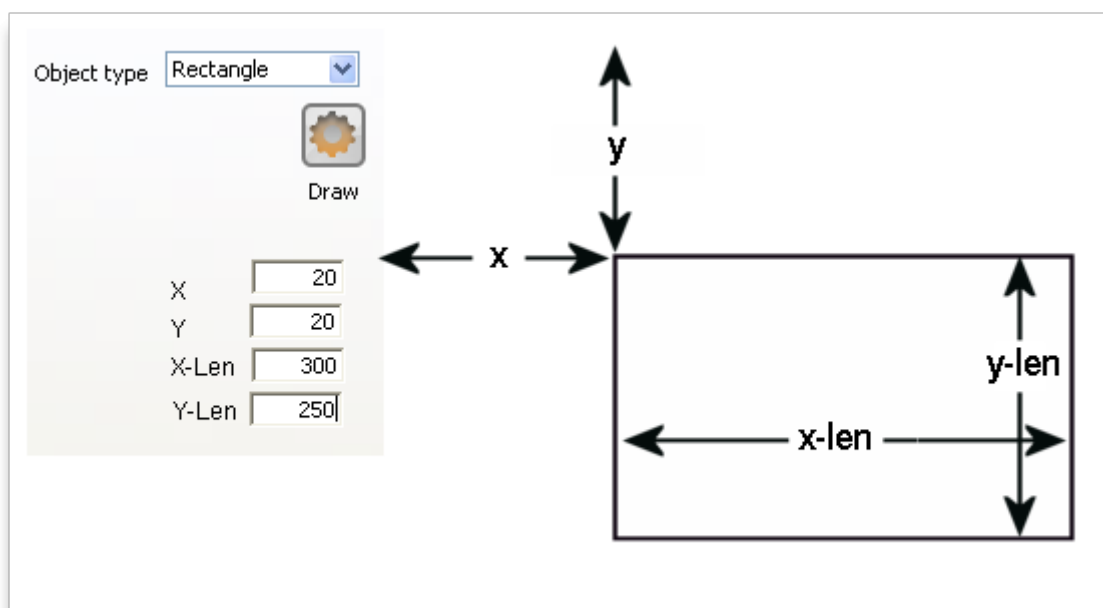 Object type Rectangle
Draw
X 20
Y 20
X-Len 300
Y-Len 250
y
x
y-len
x-len